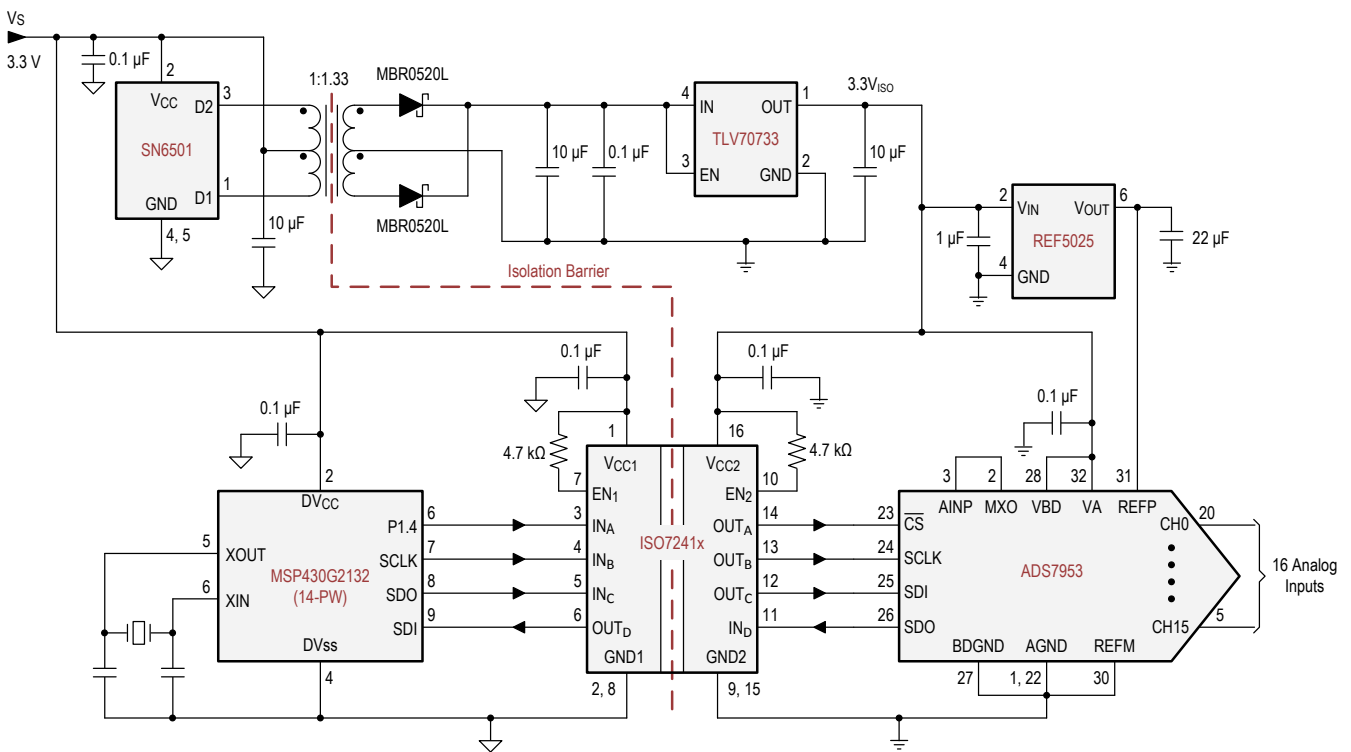 VS
3.3 V
0.1 µF
2
VCC
D2
3
SN6501
D1
1
GND
4, 5
10 µF
1:1.33
MBR0520L
MBR0520L
10 µF
0.1 µF
4
IN
OUT
1
TLV70733
3
EN
GND
2
3.3VISO
10 µF
2
VIN
VOUT
6
REF5025
1 µF
4
GND
22 µF
Isolation Barrier
0.1 µF
0.1 µF
0.1 µF
0.1 µF
4.7 kΩ
1
16
4.7 kΩ
2
DVCC
5
XOUT
6
XIN
MSP430G2132
(14-PW)
P1.4
6
SCLK
7
SDO
8
SDI
9
DVSS
4
VCC1
7
EN1
3
INA
4
INB
5
INC
6
OUTD
GND1
2, 8
ISO7241x
VCC2
EN2
10
OUTA
14
OUTB
13
OUTC
12
IND
11
GND2
9, 15
3
2
28
32
31
AINP
MXO
VBD
VA
REFP
23
CS
24
SCLK
25
SDI
26
SDO
ADS7953
CH0
20
CH15
5
16 Analog
Inputs
BDGND
AGND
REFM
27
1, 22
30